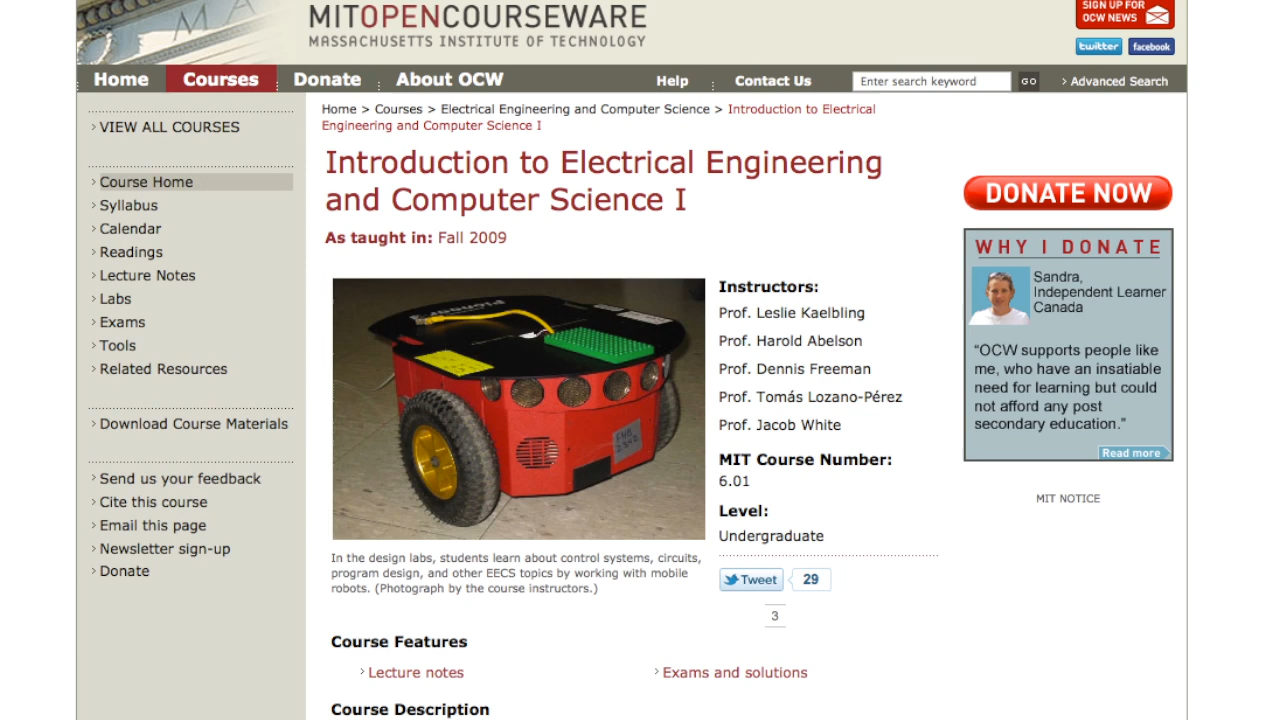 MITOPENCOURSEWARE
MASSACHUSETTS INSTITUTE OF TECHNOLOGY
SIGN UP FOR
OCW NEWS
twitter facebook
Home Courses Donate About OCW Help Contact Us Enter search keyword GO › Advanced Search
› VIEW ALL COURSES
› Course Home
› Syllabus
› Calendar
› Readings
› Lecture Notes
› Labs
› Exams
› Tools
› Related Resources
› Download Course Materials
› Send us your feedback
› Cite this course
› Email this page
› Newsletter sign-up
› Donate
Home > Courses > Electrical Engineering and Computer Science > Introduction to Electrical
Engineering and Computer Science I
Introduction to Electrical Engineering
and Computer Science I
As taught in: Fall 2009
Pioneer
In the design labs, students learn about control systems, circuits,
program design, and other EECS topics by working with mobile
robots. (Photograph by the course instructors.)
Instructors:
Prof. Leslie Kaelbling
Prof. Harold Abelson
Prof. Dennis Freeman
Prof. Tomás Lozano-Pérez
Prof. Jacob White
MIT Course Number:
6.01
Level:
Undergraduate
Tweet 29
3
Course Features
› Lecture notes › Exams and solutions
Course Description
DONATE NOW
WHY I DONATE
Sandra,
Independent Learner
Canada
“OCW supports people like
me, who have an insatiable
need for learning but could
not afford any post
secondary education.”
Read more
MIT NOTICE